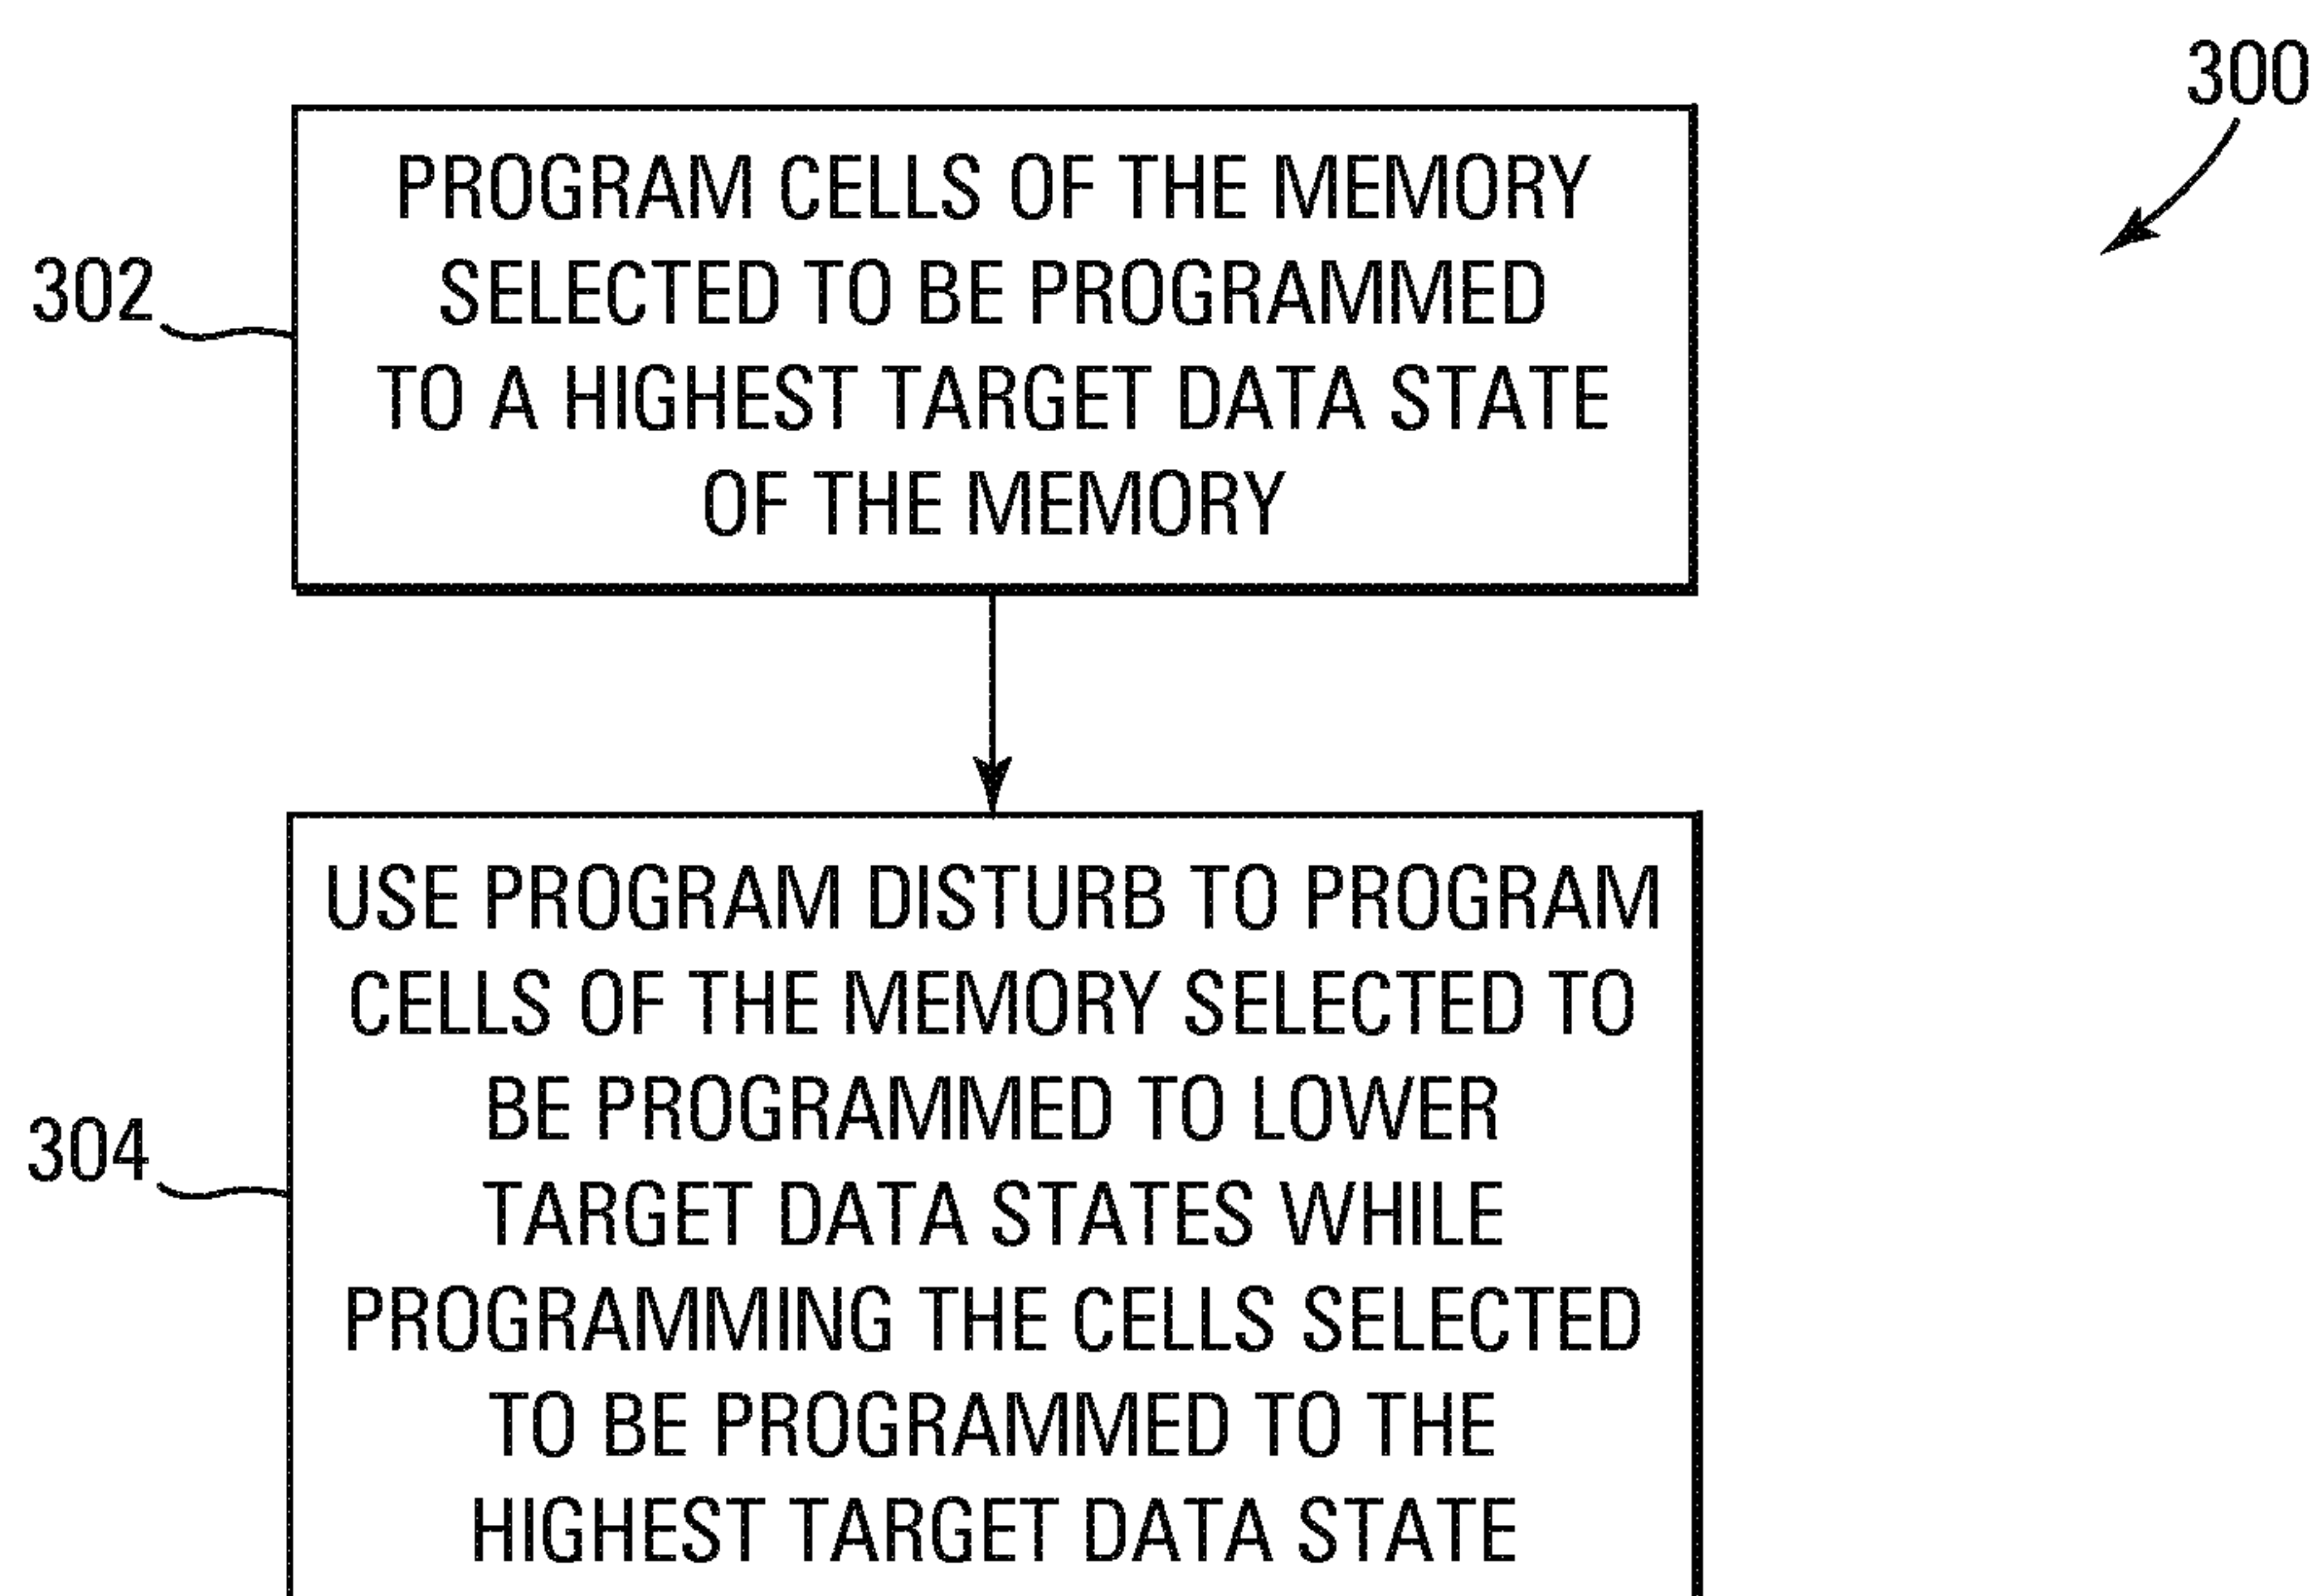 300
302
PROGRAM CELLS OF THE MEMORY
SELECTED TO BE PROGRAMMED
TO A HIGHEST TARGET DATA STATE
OF THE MEMORY
304
USE PROGRAM DISTURB TO PROGRAM
CELLS OF THE MEMORY SELECTED TO
BE PROGRAMMED TO LOWER
TARGET DATA STATES WHILE
PROGRAMMING THE CELLS SELECTED
TO BE PROGRAMMED TO THE
HIGHEST TARGET DATA STATE